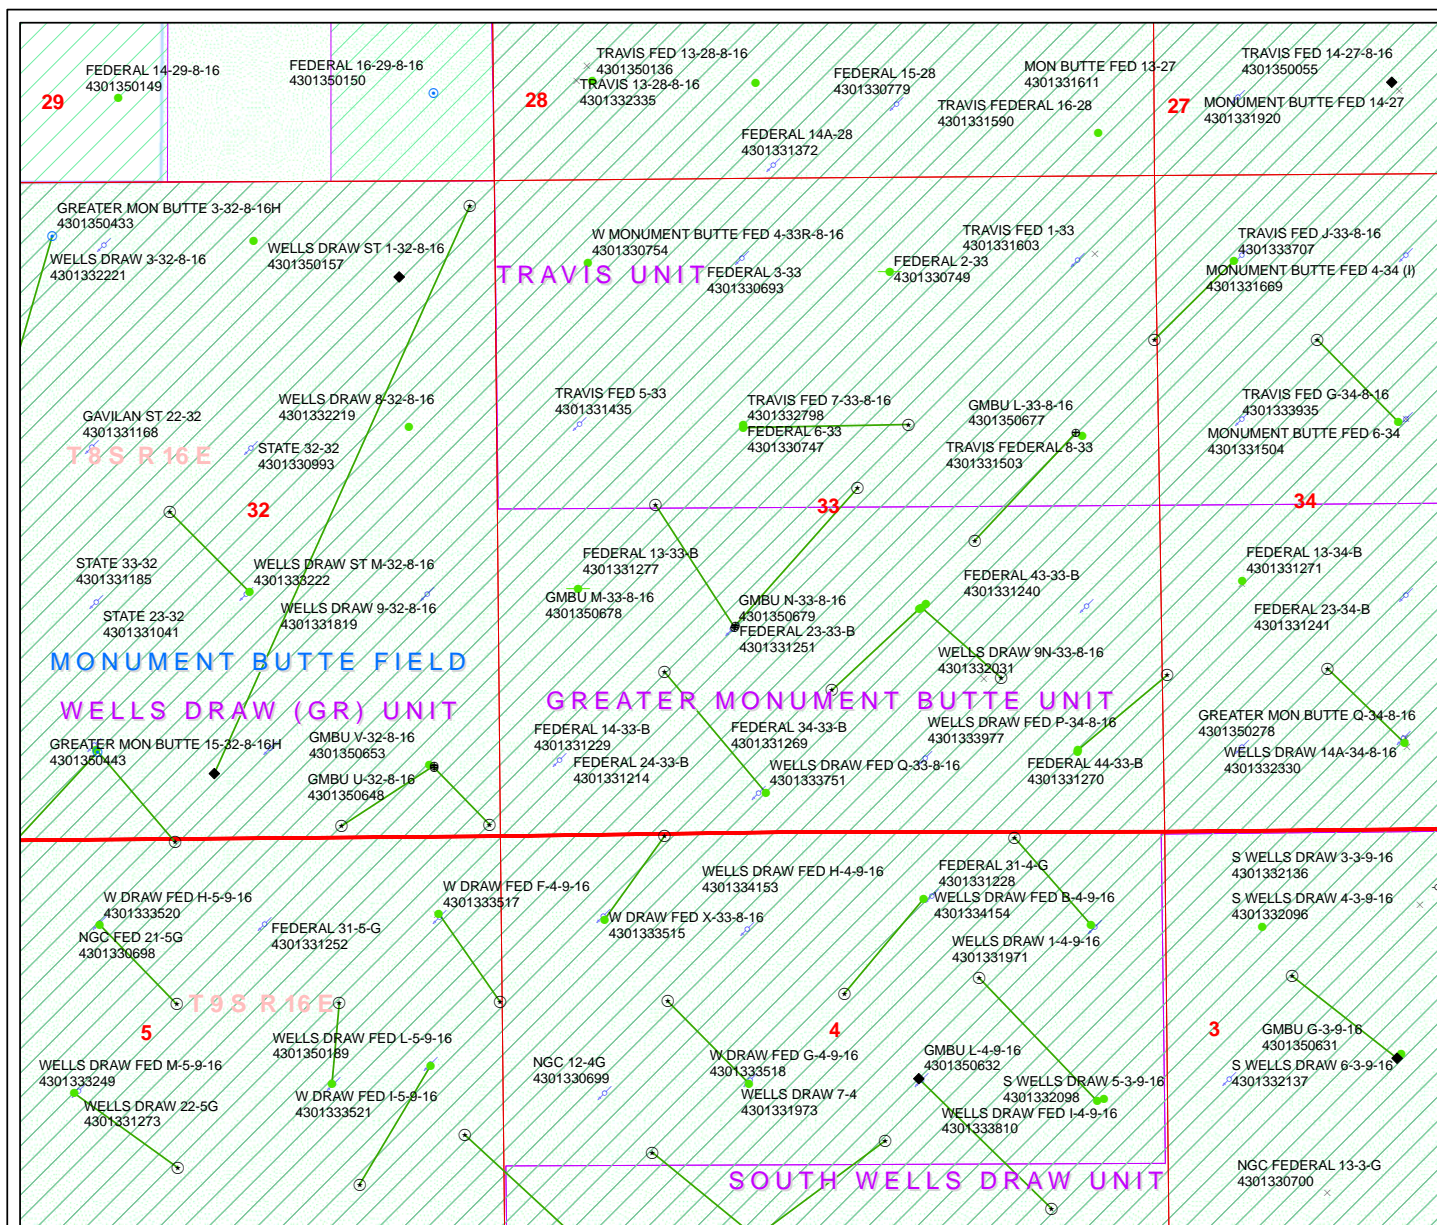 FEDERAL 14-29-8-16
4301350149
FEDERAL 16-29-8-16
4301350150
29
TRAVIS FED 13-28-8-16
4301350136
TRAVIS 13-28-8-16
4301332335
28
FEDERAL 15-28
4301330779
FEDERAL 14A-28
4301331372
MON BUTTE FED 13-27
4301331611
TRAVIS FEDERAL 16-28
4301331590
TRAVIS FED 14-27-8-16
4301350055
MONUMENT BUTTE FED 14-27
4301331920
27
GREATER MON BUTTE 3-32-8-16H
4301350433
WELLS DRAW 3-32-8-16
4301332221
WELLS DRAW ST 1-32-8-16
4301350157
W MONUMENT BUTTE FED 4-33R-8-16
4301330754
TRAVIS UNIT
FEDERAL 3-33
4301330693
TRAVIS FED 1-33
4301331603
FEDERAL 2-33
4301330749
TRAVIS FED J-33-8-16
4301333707
MONUMENT BUTTE FED 4-34 (I)
4301331669
GAVILAN ST 22-32
4301331168
WELLS DRAW 8-32-8-16
4301332219
STATE 32-32
4301330993
T8S R16E
TRAVIS FED 5-33
4301331435
TRAVIS FED 7-33-8-16
4301332798
FEDERAL 6-33
4301330747
GMBU L-33-8-16
4301350677
TRAVIS FEDERAL 8-33
4301331503
TRAVIS FED G-34-8-16
4301333935
MONUMENT BUTTE FED 6-34
4301331504
32
33
34
STATE 33-32
4301331185
STATE 23-32
4301331041
WELLS DRAW ST M-32-8-16
4301333222
WELLS DRAW 9-32-8-16
4301331819
FEDERAL 13-33-B
4301331277
GMBU M-33-8-16
4301350678
GMBU N-33-8-16
4301350679
FEDERAL 23-33-B
4301331251
FEDERAL 43-33-B
4301331240
WELLS DRAW 9N-33-8-16
4301332031
FEDERAL 13-34-B
4301331271
FEDERAL 23-34-B
4301331241
MONUMENT BUTTE FIELD
WELLS DRAW (GR) UNIT
GREATER MONUMENT BUTTE UNIT
GREATER MON BUTTE 15-32-8-16H
4301350443
GMBU V-32-8-16
4301350653
GMBU U-32-8-16
4301350648
FEDERAL 14-33-B
4301331229
FEDERAL 24-33-B
4301331214
FEDERAL 34-33-B
4301331269
WELLS DRAW FED Q-33-8-16
4301333751
WELLS DRAW FED P-34-8-16
4301333977
FEDERAL 44-33-B
4301331270
GREATER MON BUTTE Q-34-8-16
4301350278
WELLS DRAW 14A-34-8-16
4301332330
W DRAW FED H-5-9-16
4301333520
NGC FED 21-5G
4301330698
FEDERAL 31-5-G
4301331252
W DRAW FED F-4-9-16
4301333517
W DRAW FED X-33-8-16
4301333515
WELLS DRAW FED H-4-9-16
4301334153
FEDERAL 31-4-G
4301331228
WELLS DRAW FED B-4-9-16
4301334154
WELLS DRAW 1-4-9-16
4301331971
S WELLS DRAW 3-3-9-16
4301332136
S WELLS DRAW 4-3-9-16
4301332096
T9S R16E
5
4
3
WELLS DRAW FED M-5-9-16
4301333249
WELLS DRAW 22-5G
4301331273
WELLS DRAW FED L-5-9-16
4301350189
W DRAW FED I-5-9-16
4301333521
NGC 12-4G
4301330699
W DRAW FED G-4-9-16
4301333518
WELLS DRAW 7-4
4301331973
GMBU L-4-9-16
4301350632
S WELLS DRAW 5-3-9-16
4301332098
WELLS DRAW FED I-4-9-16
4301333810
GMBU G-3-9-16
4301350631
S WELLS DRAW 6-3-9-16
4301332137
NGC FEDERAL 13-3-G
4301330700
SOUTH WELLS DRAW UNIT